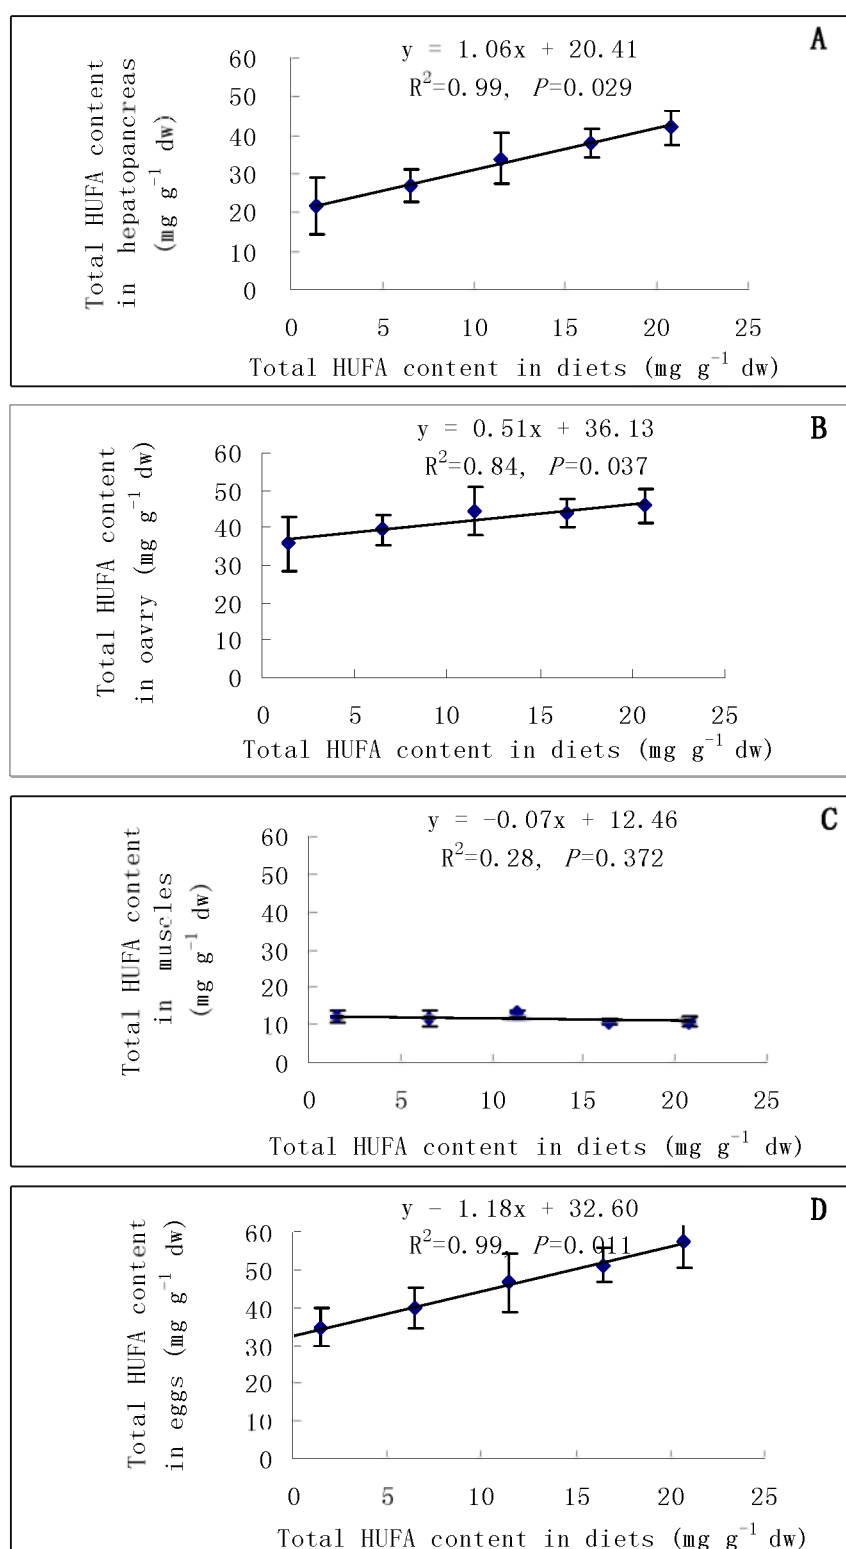 A
y = 1.06x + 20.41
R²=0.99, P=0.029
Total HUFA content
in hepatopancreas
(mg g⁻¹ dw)
60
50
40
30
20
10
0
0 5 10 15 20 25
Total HUFA content in diets (mg g⁻¹ dw)
B
y = 0.51x + 36.13
R²=0.84, P=0.037
Total HUFA content
in oavry (mg g⁻¹ dw)
60
50
40
30
20
10
0
0 5 10 15 20 25
Total HUFA content in diets (mg g⁻¹ dw)
C
y = -0.07x + 12.46
R²=0.28, P=0.372
Total HUFA content
in muscles
(mg g⁻¹ dw)
60
50
40
30
20
10
0
0 5 10 15 20 25
Total HUFA content in diets (mg g⁻¹ dw)
D
y - 1.18x + 32.60
R²=0.99, P=0.011
Total HUFA content
in eggs (mg g⁻¹ dw)
60
50
40
30
20
10
0
0 5 10 15 20 25
Total HUFA content in diets (mg g⁻¹ dw)